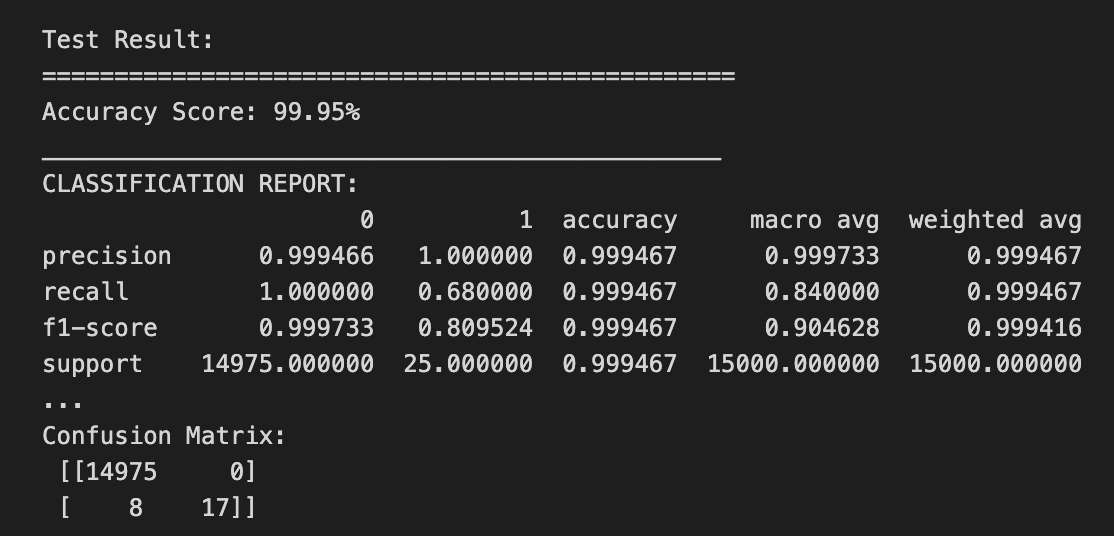 Test Result:
================================================
Accuracy Score: 99.95%
_______________________________________________
CLASSIFICATION REPORT:
                      0          1  accuracy     macro avg  weighted avg
precision      0.999466   1.000000  0.999467      0.999733      0.999467
recall         1.000000   0.680000  0.999467      0.840000      0.999467
f1-score       0.999733   0.809524  0.999467      0.904628      0.999416
support    14975.000000  25.000000  0.999467  15000.000000  15000.000000
...
Confusion Matrix:
 [[14975     0]
 [    8    17]]